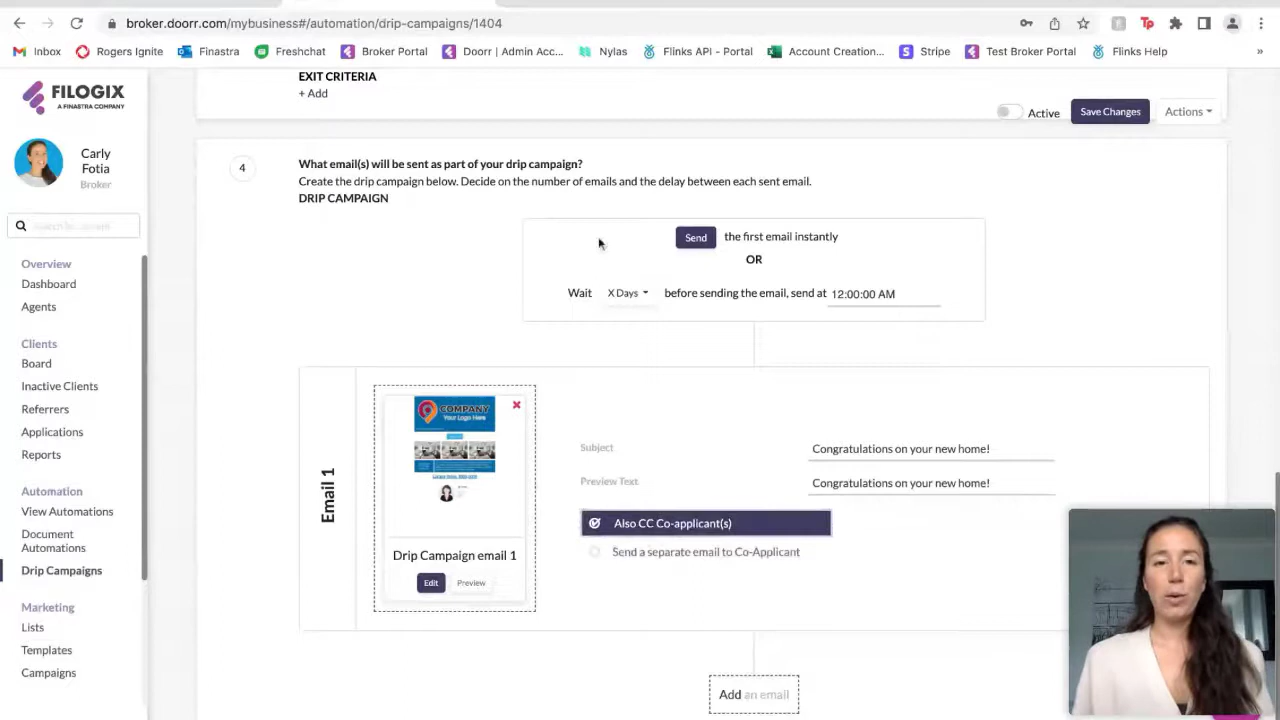 broker.doorr.com/mybusiness#/automation/drip-campaigns/1404
Inbox
Rogers Ignite
Finastra
Freshchat
Broker Portal
Doorr | Admin Acc...
Nylas
Flinks API - Portal
Account Creation...
Stripe
Test Broker Portal
Flinks Help
»
FILOGIX
A FINASTRA COMPANY
Carly
Fotia
Broker
Overview
Dashboard
Agents
Clients
Board
Inactive Clients
Referrers
Applications
Reports
Automation
View Automations
Document
Automations
Drip Campaigns
Marketing
Lists
Templates
Campaigns
EXIT CRITERIA
+ Add
Active
Save Changes
Actions
4
What email(s) will be sent as part of your drip campaign?
Create the drip campaign below. Decide on the number of emails and the delay between each sent email.
DRIP CAMPAIGN
Send the first email instantly
OR
Wait X Days before sending the email, send at 12:00:00 AM
Email 1
COMPANY
Your Logo Here
Drip Campaign email 1
Edit
Preview
Subject
Congratulations on your new home!
Preview Text
Congratulations on your new home!
Also CC Co-applicant(s)
Send a separate email to Co-Applicant
Add an email